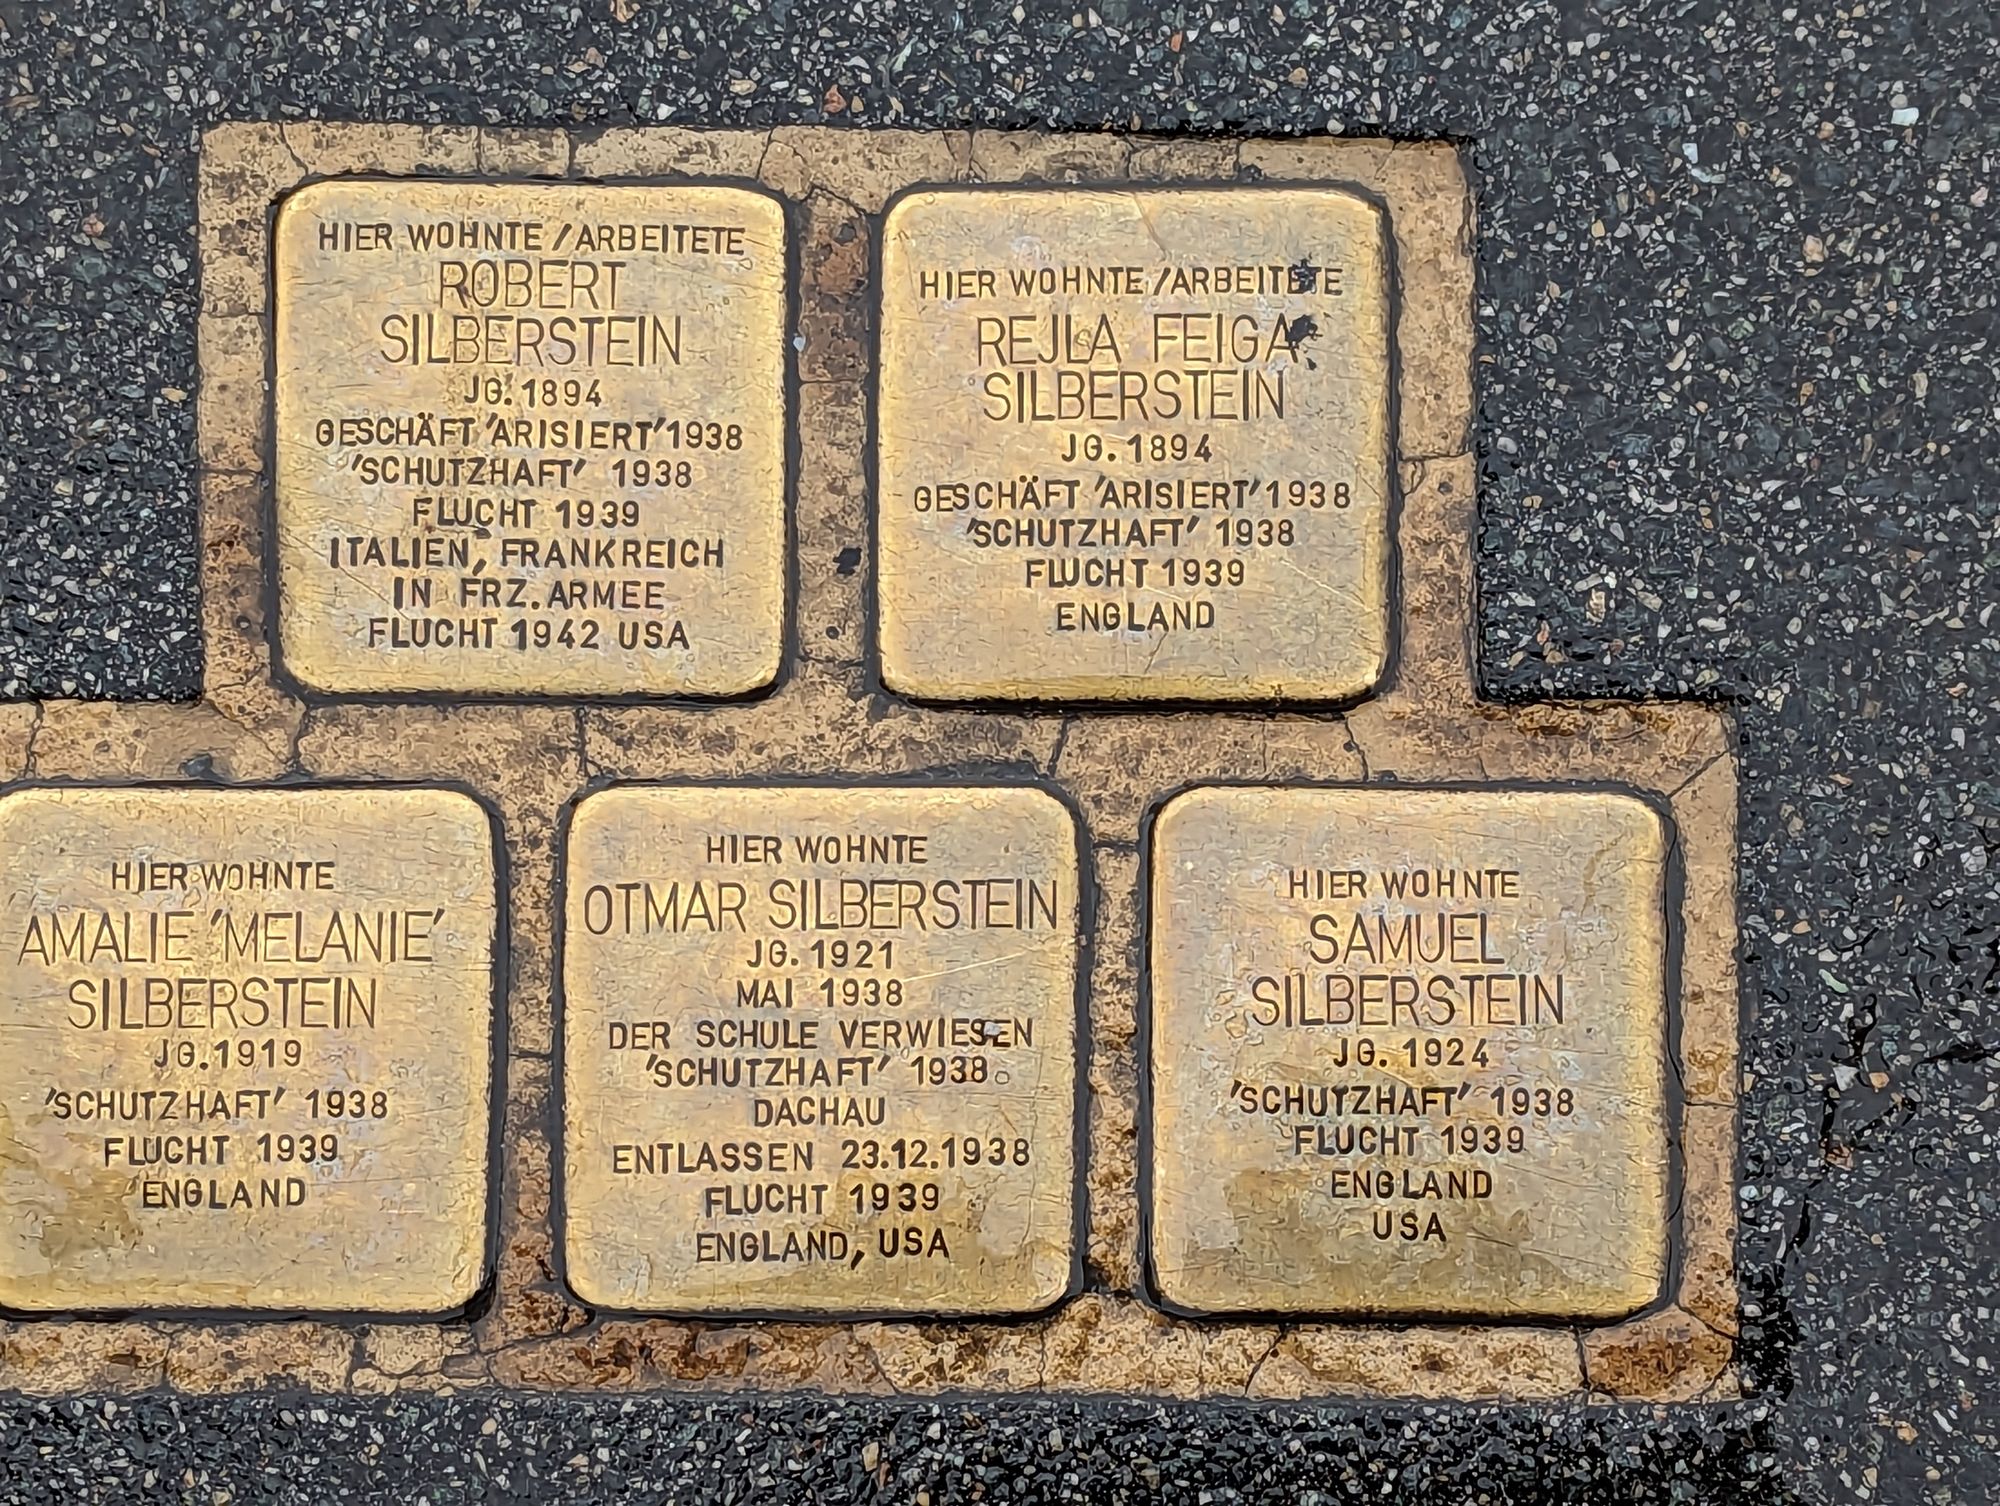 HIER WOHNTE / ARBEITETE
ROBERT
SILBERSTEIN
JG. 1894
GESCHÄFT 'ARISIERT' 1938
'SCHUTZHAFT' 1938
FLUCHT 1939
ITALIEN, FRANKREICH
IN FRZ. ARMEE
FLUCHT 1942 USA
HIER WOHNTE / ARBEITETE
REJLA FEIGA
SILBERSTEIN
JG. 1894
GESCHÄFT 'ARISIERT' 1938
'SCHUTZHAFT' 1938
FLUCHT 1939
ENGLAND
HIER WOHNTE
AMALIE 'MELANIE'
SILBERSTEIN
JG. 1919
'SCHUTZHAFT' 1938
FLUCHT 1939
ENGLAND
HIER WOHNTE
OTMAR SILBERSTEIN
JG. 1921
MAI 1938
DER SCHULE VERWIESEN
'SCHUTZHAFT' 1938
DACHAU
ENTLASSEN 23.12.1938
FLUCHT 1939
ENGLAND, USA
HIER WOHNTE
SAMUEL
SILBERSTEIN
JG. 1924
'SCHUTZHAFT' 1938
FLUCHT 1939
ENGLAND
USA